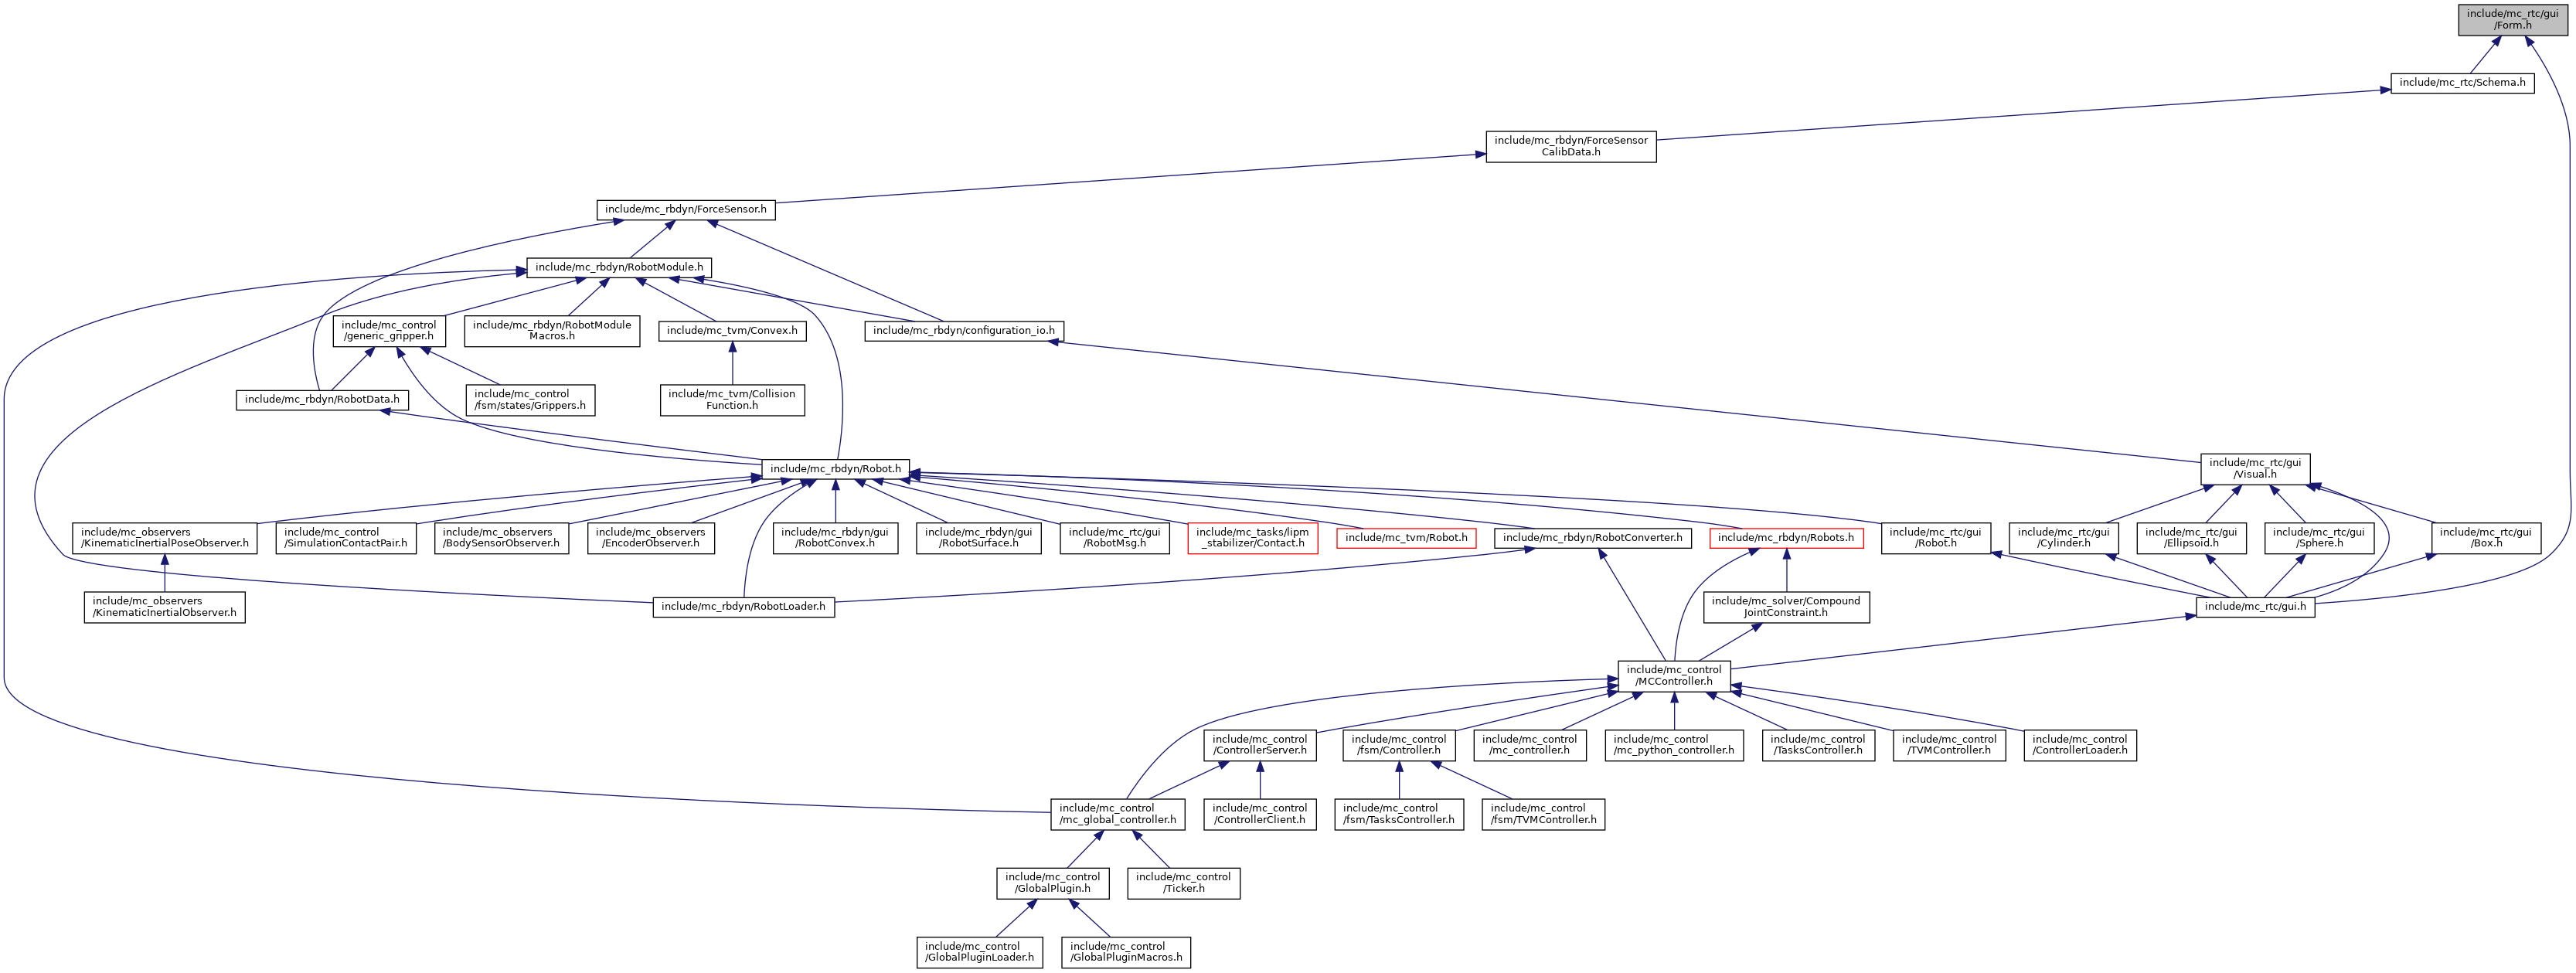 include/mc_rtc/gui
/Form.h
include/mc_rtc/Schema.h
include/mc_rbdyn/ForceSensor
CalibData.h
include/mc_rbdyn/ForceSensor.h
include/mc_rbdyn/RobotModule.h
include/mc_control
/generic_gripper.h
include/mc_rbdyn/RobotModule
Macros.h
include/mc_tvm/Convex.h
include/mc_rbdyn/configuration_io.h
include/mc_rbdyn/RobotData.h
include/mc_control
/fsm/states/Grippers.h
include/mc_tvm/Collision
Function.h
include/mc_rbdyn/Robot.h
include/mc_rtc/gui
/Visual.h
include/mc_observers
/KinematicInertialPoseObserver.h
include/mc_control
/SimulationContactPair.h
include/mc_observers
/BodySensorObserver.h
include/mc_observers
/EncoderObserver.h
include/mc_rbdyn/gui
/RobotConvex.h
include/mc_rbdyn/gui
/RobotSurface.h
include/mc_rtc/gui
/RobotMsg.h
include/mc_tasks/lipm
_stabilizer/Contact.h
include/mc_tvm/Robot.h
include/mc_rbdyn/RobotConverter.h
include/mc_rbdyn/Robots.h
include/mc_rtc/gui
/Robot.h
include/mc_rtc/gui
/Cylinder.h
include/mc_rtc/gui
/Ellipsoid.h
include/mc_rtc/gui
/Sphere.h
include/mc_rtc/gui
/Box.h
include/mc_observers
/KinematicInertialObserver.h
include/mc_rbdyn/RobotLoader.h
include/mc_solver/Compound
JointConstraint.h
include/mc_rtc/gui.h
include/mc_control
/MCController.h
include/mc_control
/ControllerServer.h
include/mc_control
/fsm/Controller.h
include/mc_control
/mc_controller.h
include/mc_control
/mc_python_controller.h
include/mc_control
/TasksController.h
include/mc_control
/TVMController.h
include/mc_control
/ControllerLoader.h
include/mc_control
/mc_global_controller.h
include/mc_control
/ControllerClient.h
include/mc_control
/fsm/TasksController.h
include/mc_control
/fsm/TVMController.h
include/mc_control
/GlobalPlugin.h
include/mc_control
/Ticker.h
include/mc_control
/GlobalPluginLoader.h
include/mc_control
/GlobalPluginMacros.h